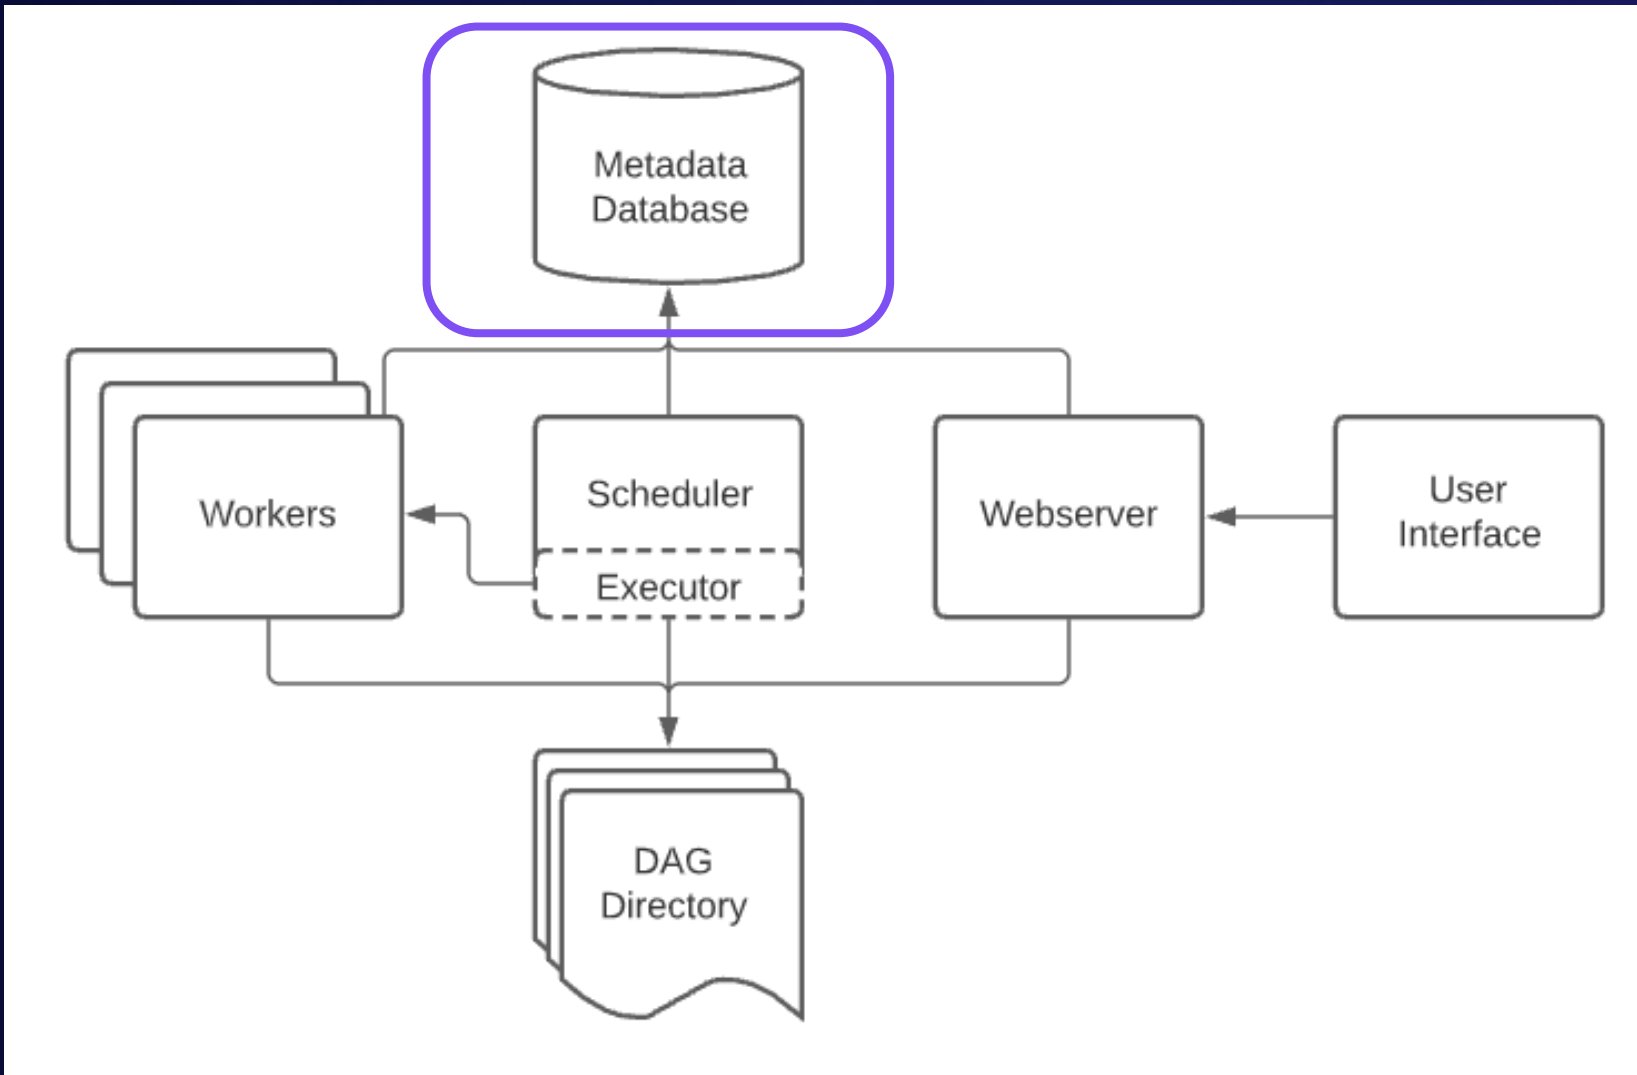 Metadata
Database
Workers
Scheduler
Executor
Webserver
User
Interface
DAG
Directory